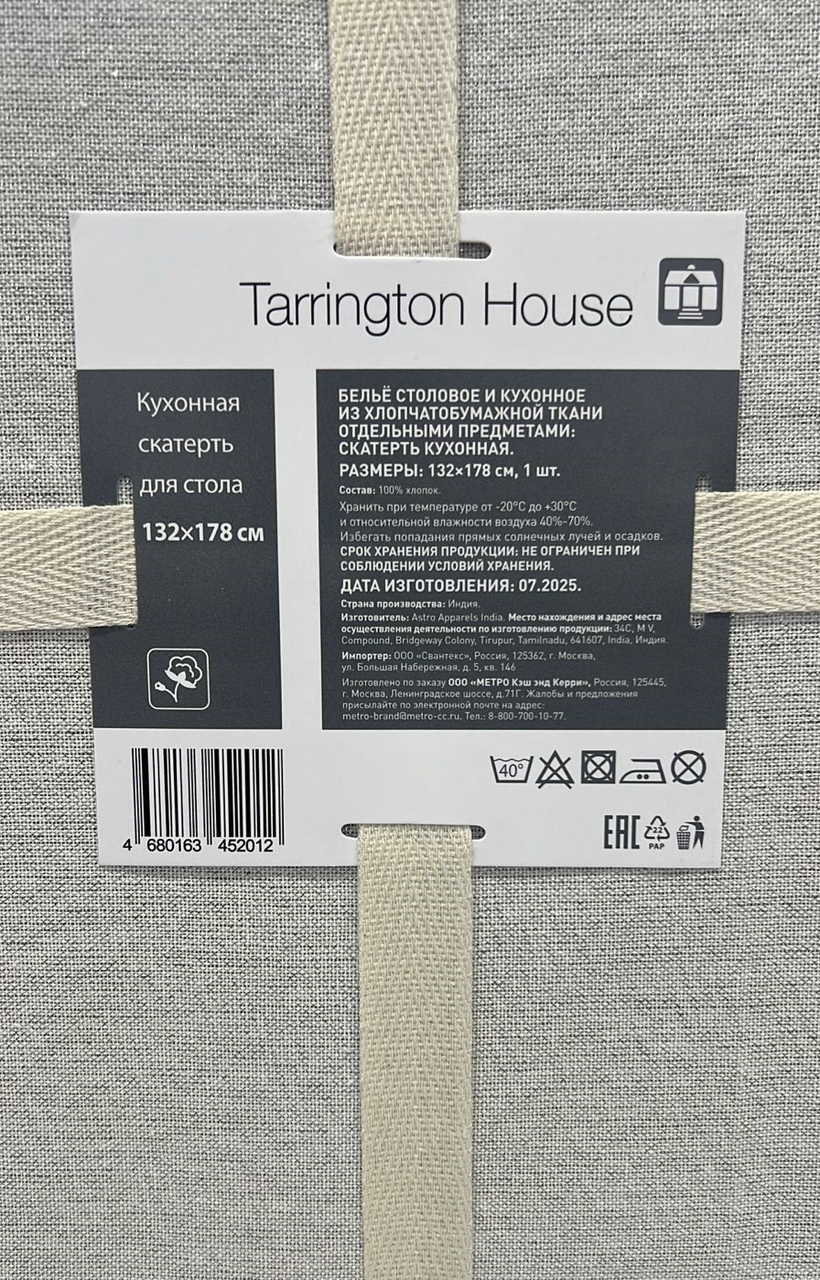 Tarrington House
Кухонная
скатерть
для стола
132×178 см
БЕЛЬЁ СТОЛОВОЕ И КУХОННОЕ
ИЗ ХЛОПЧАТОБУМАЖНОЙ ТКАНИ
ОТДЕЛЬНЫМИ ПРЕДМЕТАМИ:
СКАТЕРТЬ КУХОННАЯ.
РАЗМЕРЫ: 132×178 см, 1 шт.
Состав: 100% хлопок.
Хранить при температуре от -20°С до +30°С
и относительной влажности воздуха 40%-70%.
Избегать попадания прямых солнечных лучей и осадков.
СРОК ХРАНЕНИЯ ПРОДУКЦИИ: НЕ ОГРАНИЧЕН ПРИ
СОБЛЮДЕНИИ УСЛОВИЙ ХРАНЕНИЯ.
ДАТА ИЗГОТОВЛЕНИЯ: 07.2025.
Страна производства: Индия.
Изготовитель: Astro Apparels India. Место нахождения и адрес места
осуществления деятельности по изготовлению продукции: 34C, M V,
Compound, Bridgeway Colony, Tirupur, Tamilnadu, 641607, India, Индия.
Импортер: ООО «Свантекс», Россия, 125362, г. Москва,
ул. Большая Набережная, д. 5, кв. 146
Изготовлено по заказу ООО «МЕТРО Кэш энд Керри», Россия, 125445,
г. Москва, Ленинградское шоссе, д.71Г. Жалобы и предложения
присылайте по электронной почте на адрес:
metro-brand@metro-cc.ru. Тел.: 8-800-700-10-77.
40°
4 680163 452012
EAC
22
PAP